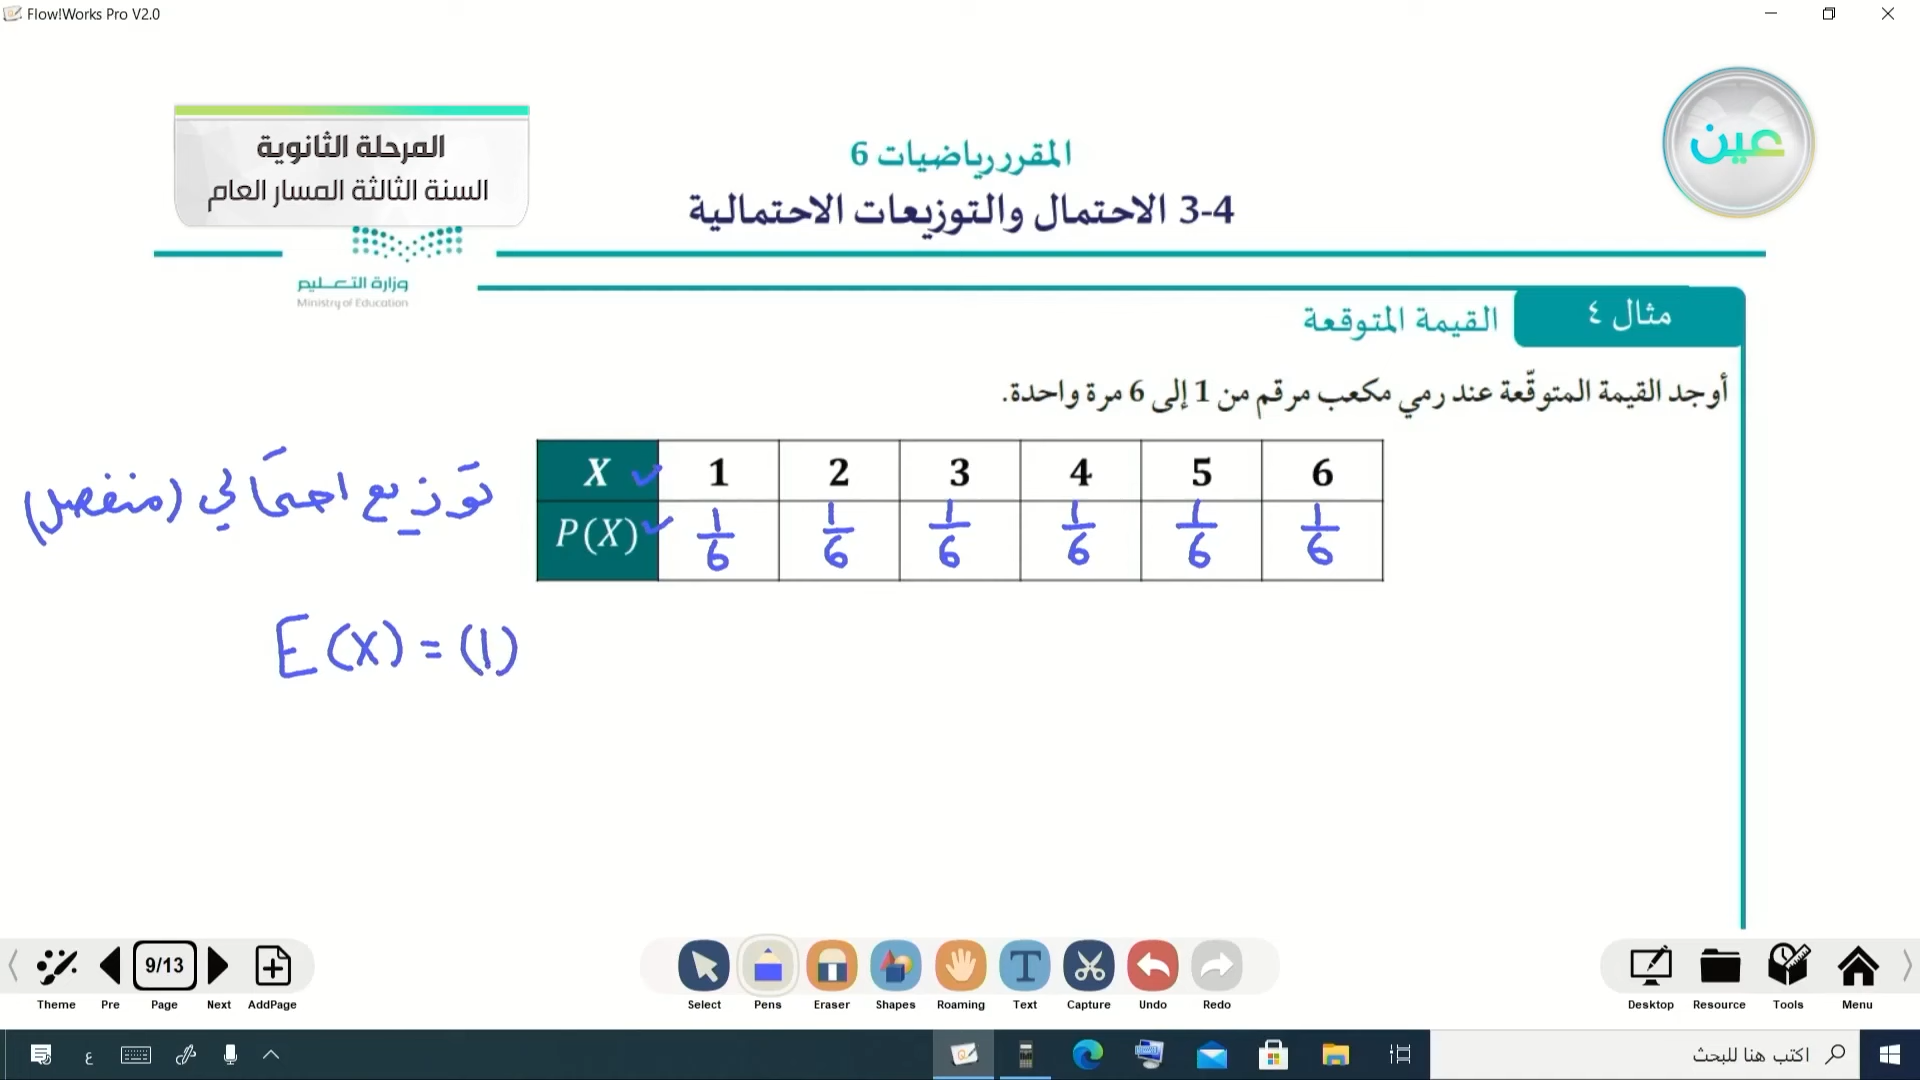 Flow!Works Pro V2.0
المرحلة الثانوية
السنة الثالثة المسار العام
المقرر رياضيات 6
3-4 الاحتمال والتوزيعات الاحتمالية
عين
وزارة التعليم
Ministry of Education
مثال ٤
القيمة المتوقعة
أوجد القيمة المتوقّعة عند رمي مكعب مرقم من 1 إلى 6 مرة واحدة.
X ✓ 1 2 3 4 5 6
P(X) ✓ 1/6 1/6 1/6 1/6 1/6 1/6
توزيع احتمالي (منفصل)
E(X) = (1)
9/13
Theme Pre Page Next AddPage
Select Pens Eraser Shapes Roaming Text Capture Undo Redo
Desktop Resource Tools Menu
ع
اكتب هنا للبحث